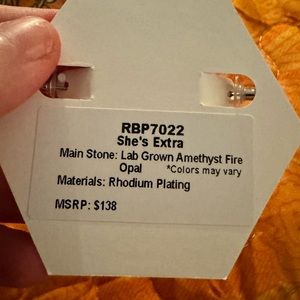 RBP7022
She's Extra
Main Stone: Lab Grown Amethyst Fire
Opal *Colors may vary
Materials: Rhodium Plating
MSRP: $138